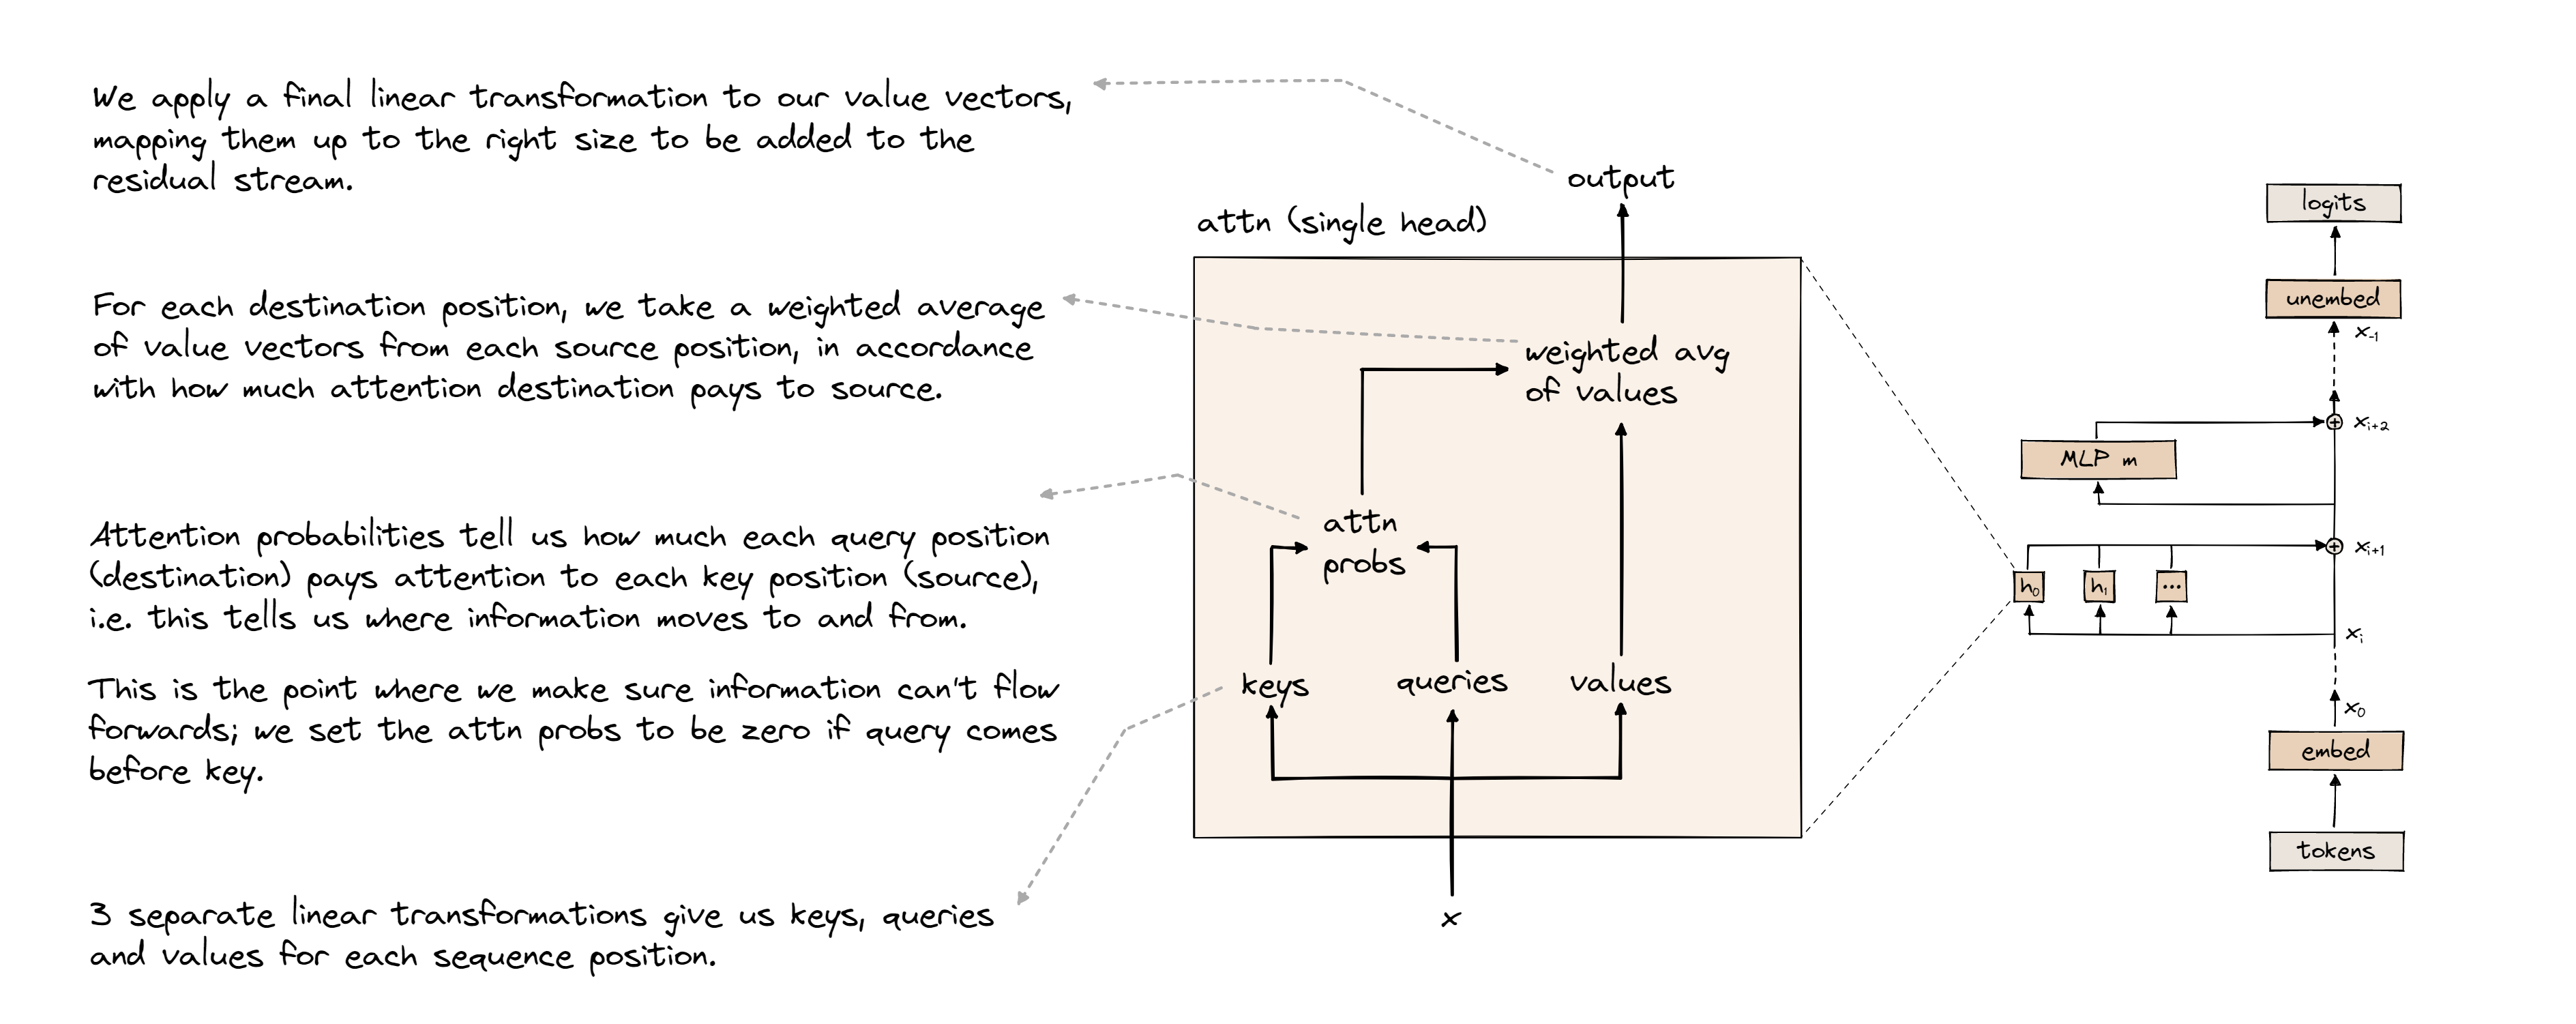 We apply a final linear transformation to our value vectors,
mapping them up to the right size to be added to the
residual stream.
For each destination position, we take a weighted average
of value vectors from each source position, in accordance
with how much attention destination pays to source.
Attention probabilities tell us how much each query position
(destination) pays attention to each key position (source),
i.e. this tells us where information moves to and from.
This is the point where we make sure information can't flow
forwards; we set the attn probs to be zero if query comes
before key.
3 separate linear transformations give us keys, queries
and values for each sequence position.
output
attn (single head)
weighted avg
of values
attn
probs
keys
queries
values
x
logits
unembed
x₋₁
xᵢ₊₂
MLP m
xᵢ₊₁
h₀
h₁
...
xᵢ
x₀
embed
tokens